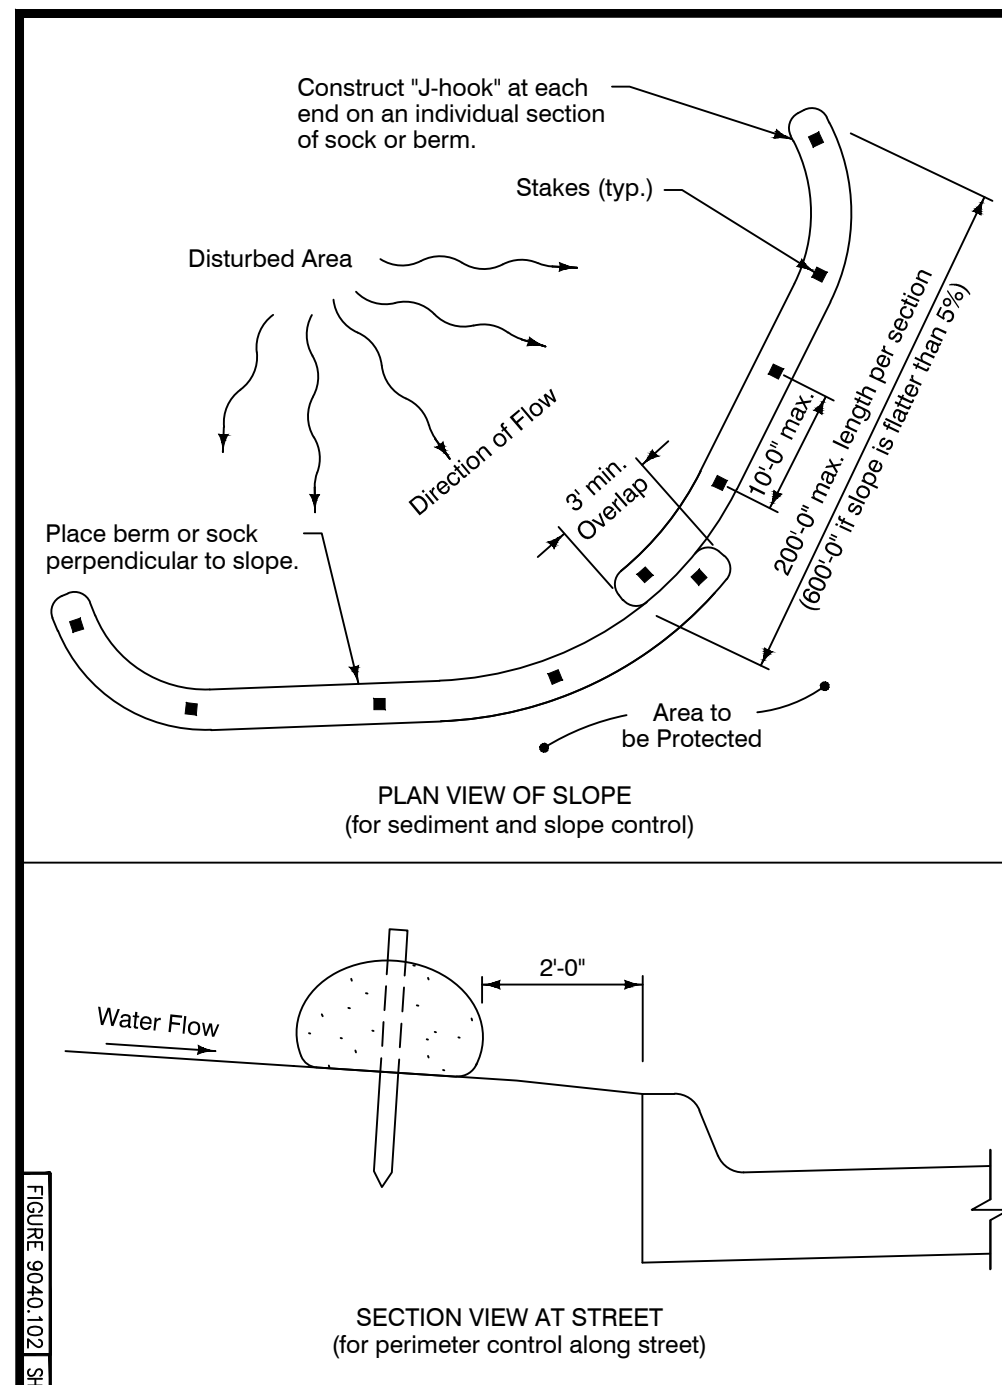 Construct "J-hook" at each
end on an individual section
of sock or berm.
Stakes (typ.)
Disturbed Area
Direction of Flow
200'-0" max. length per section
(600'-0" if slope is flatter than 5%)
10'-0" max.
3' min.
Overlap
Place berm or sock
perpendicular to slope.
Area to
be Protected
PLAN VIEW OF SLOPE
(for sediment and slope control)
2'-0"
Water Flow
SECTION VIEW AT STREET
(for perimeter control along street)
FIGURE 9040.102
SH